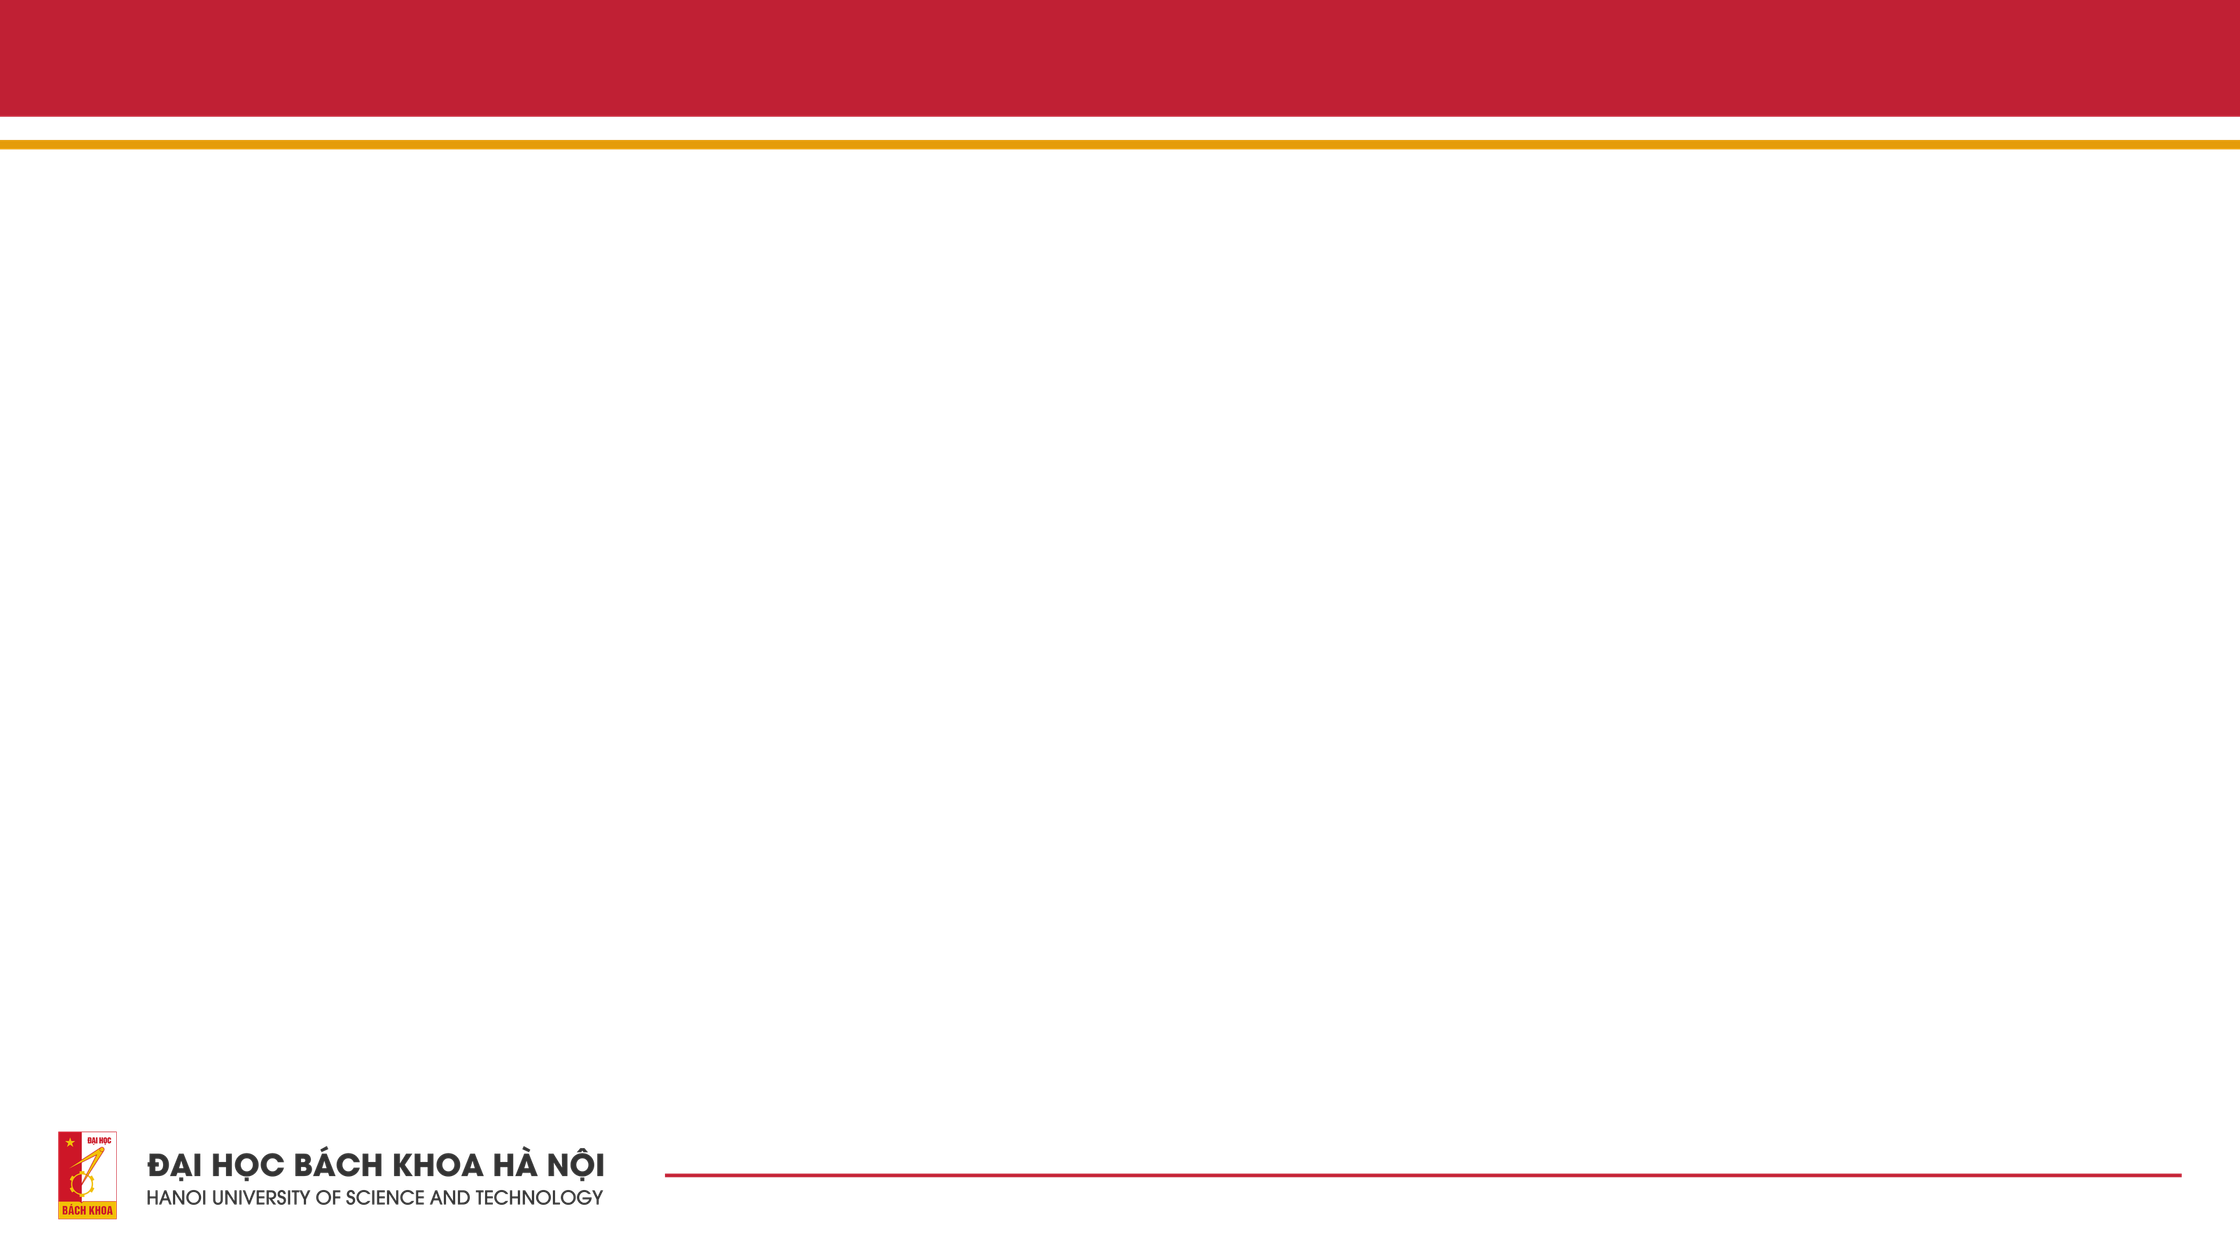 ĐẠI HỌC
BÁCH KHOA
ĐẠI HỌC BÁCH KHOA HÀ NỘI
HANOI UNIVERSITY OF SCIENCE AND TECHNOLOGY